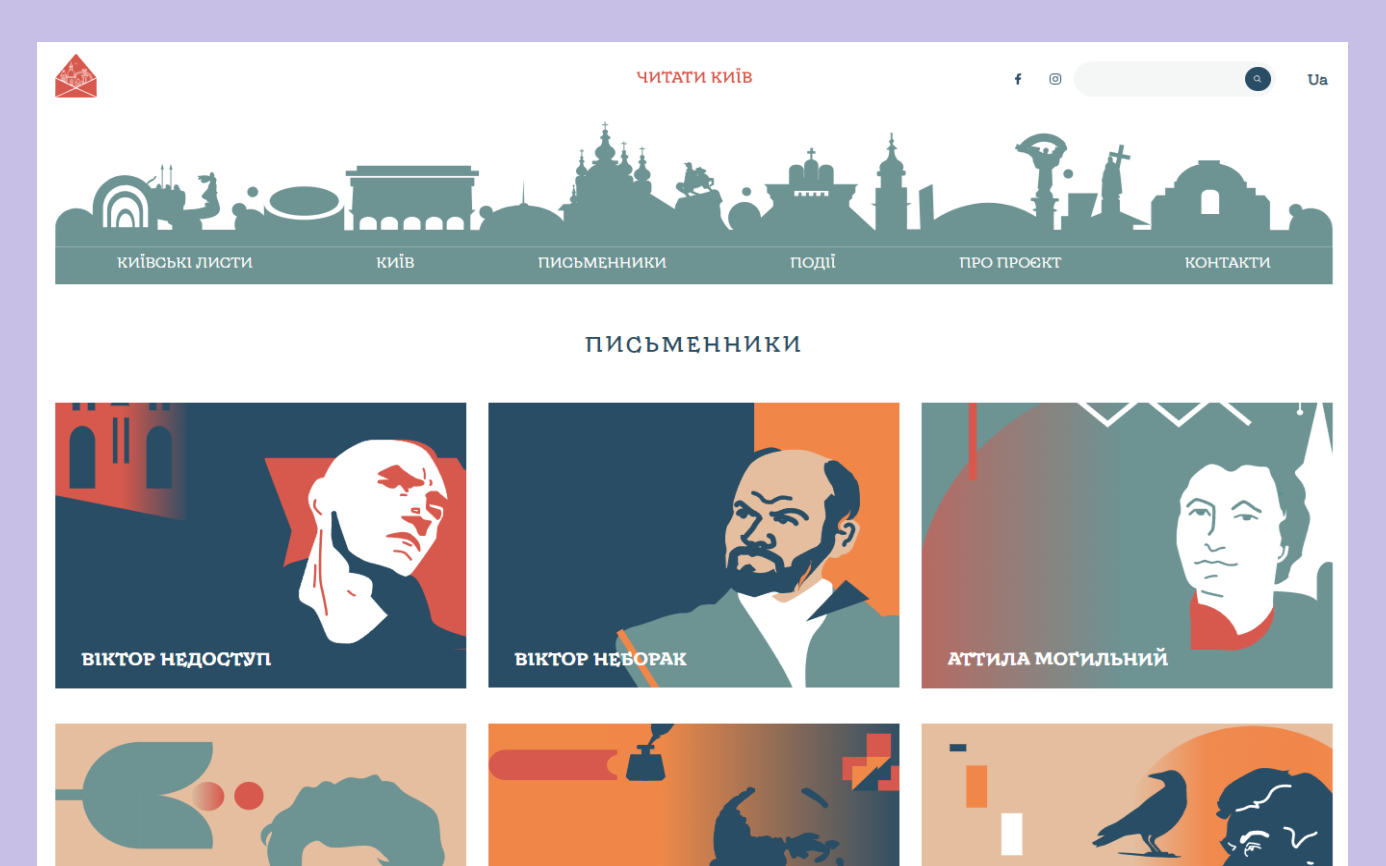 ЧИТАТИ КИЇВ
Ua
КИЇВСЬКІ ЛИСТИ КИЇВ ПИСЬМЕННИКИ ПОДІЇ ПРО ПРОЄКТ КОНТАКТИ
ПИСЬМЕННИКИ
ВІКТОР НЕДОСТУП ВІКТОР НЕБОРАК АТТИЛА МОГИЛЬНИЙ